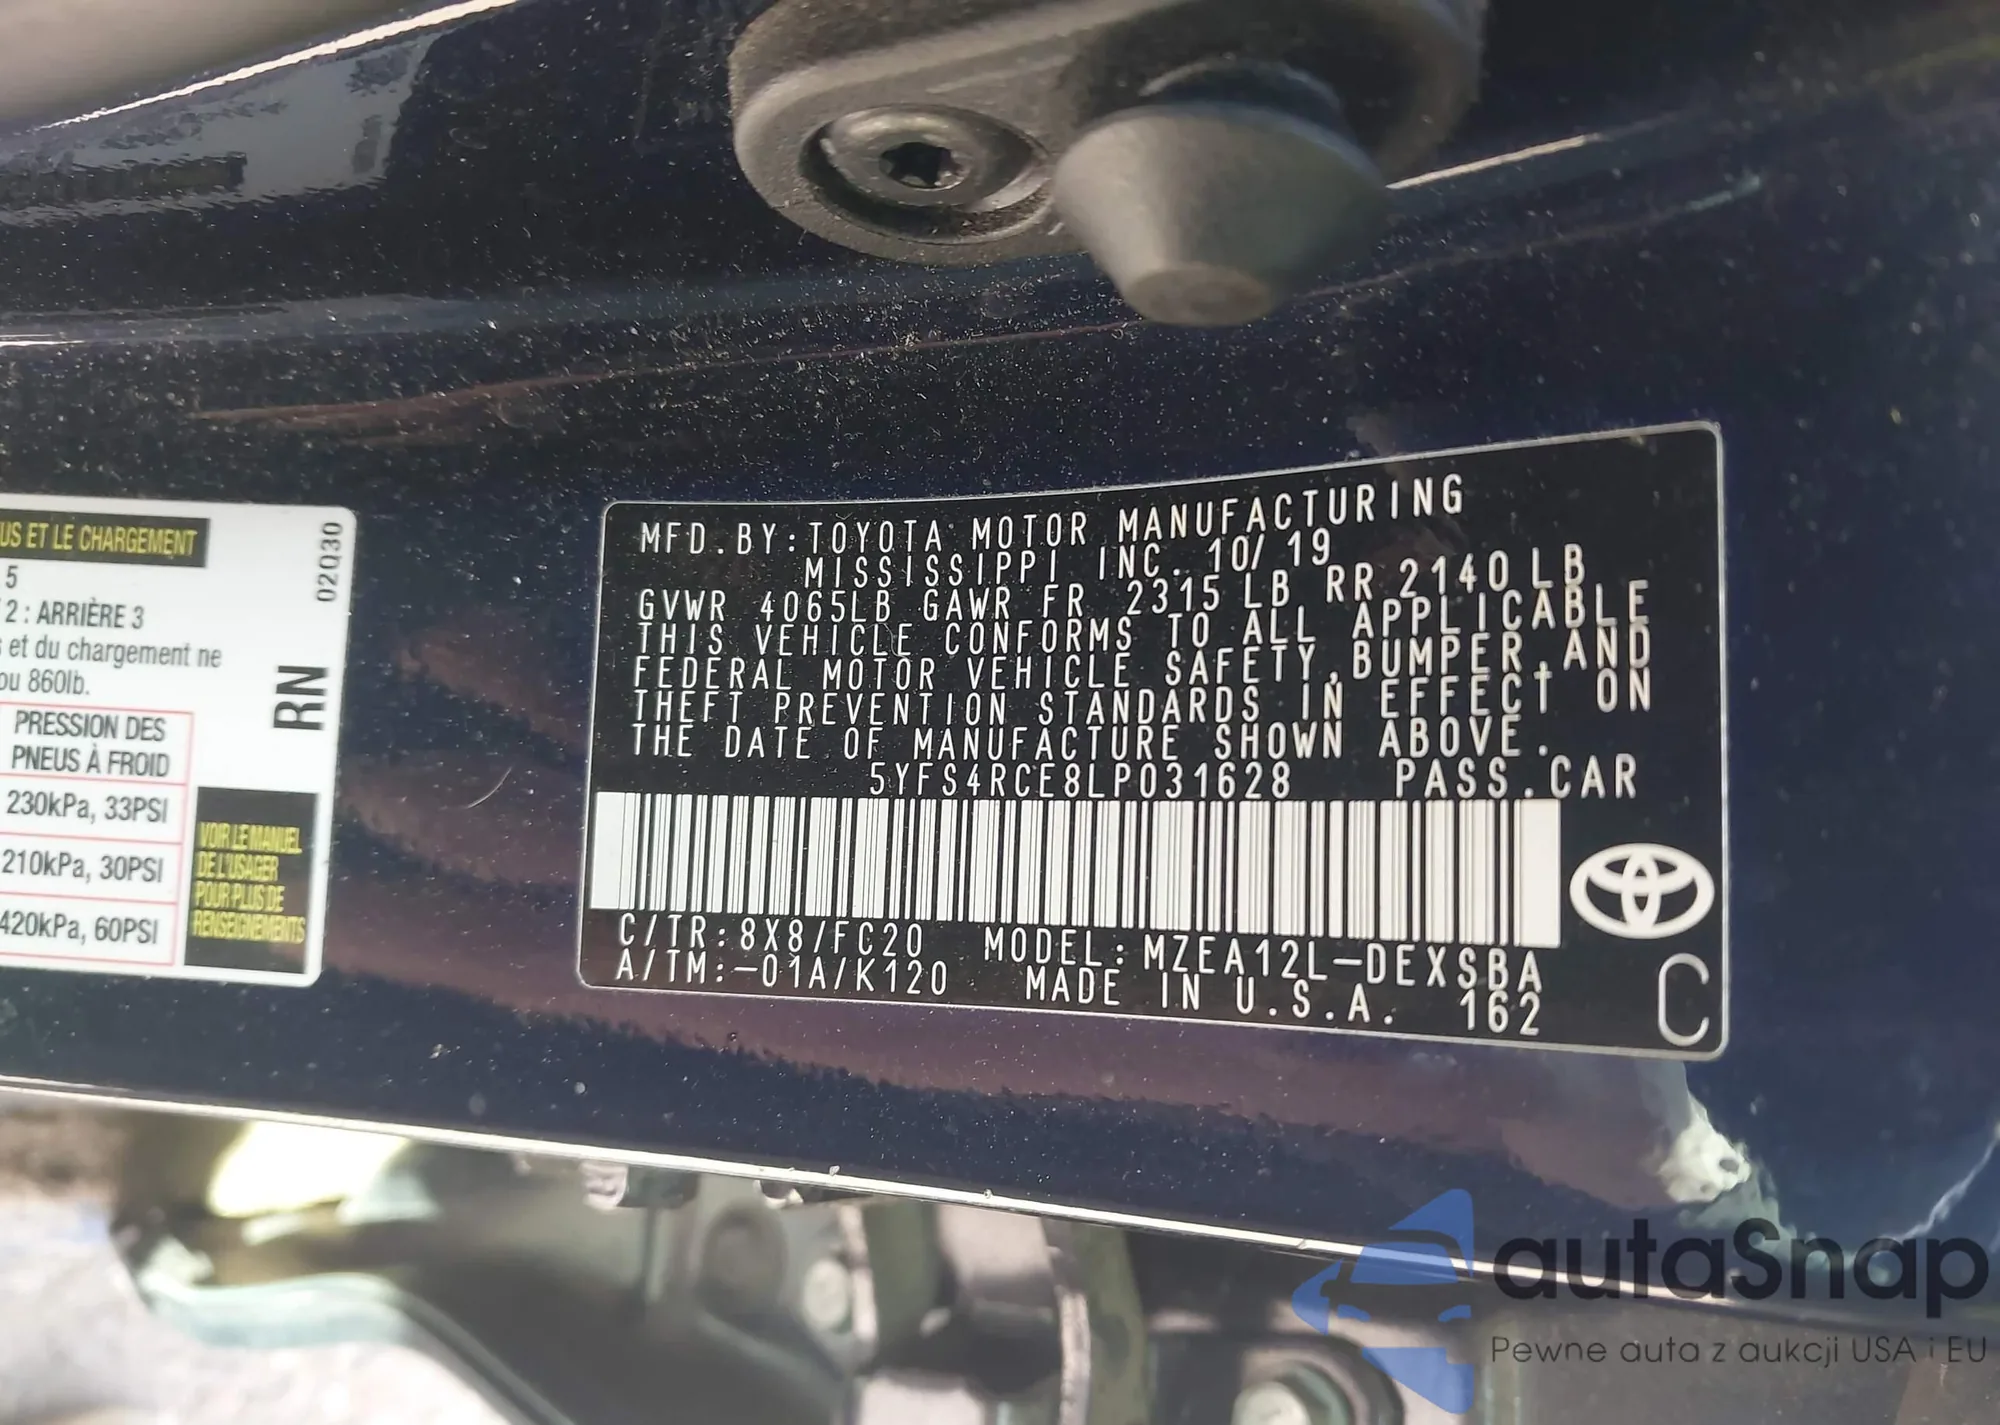 US ET LE CHARGEMENT
5
2 : ARRIÈRE 3
et du chargement ne
ou 860lb.
PRESSION DES
PNEUS À FROID
230kPa, 33PSI
210kPa, 30PSI
420kPa, 60PSI
VOIR LE MANUEL
DE L'USAGER
POUR PLUS DE
RENSEIGNEMENTS
02Q30
RN
MFD.BY:TOYOTA MOTOR MANUFACTURING
MISSISSIPPI INC. 10/19
GVWR 4065LB GAWR FR 2315LB RR 2140LB
THIS VEHICLE CONFORMS TO ALL APPLICABLE
FEDERAL MOTOR VEHICLE SAFETY,BUMPER,AND
THEFT PREVENTION STANDARDS IN EFFECT ON
THE DATE OF MANUFACTURE SHOWN ABOVE.
5YFS4RCE8LP031628 PASS.CAR
C/TR:8X8/FC20 MODEL:MZEA12L-DEXSBA
A/TM:-01A/K120 MADE IN U.S.A. 162
C
autaSnap
Pewne auta z aukcji USA i EU